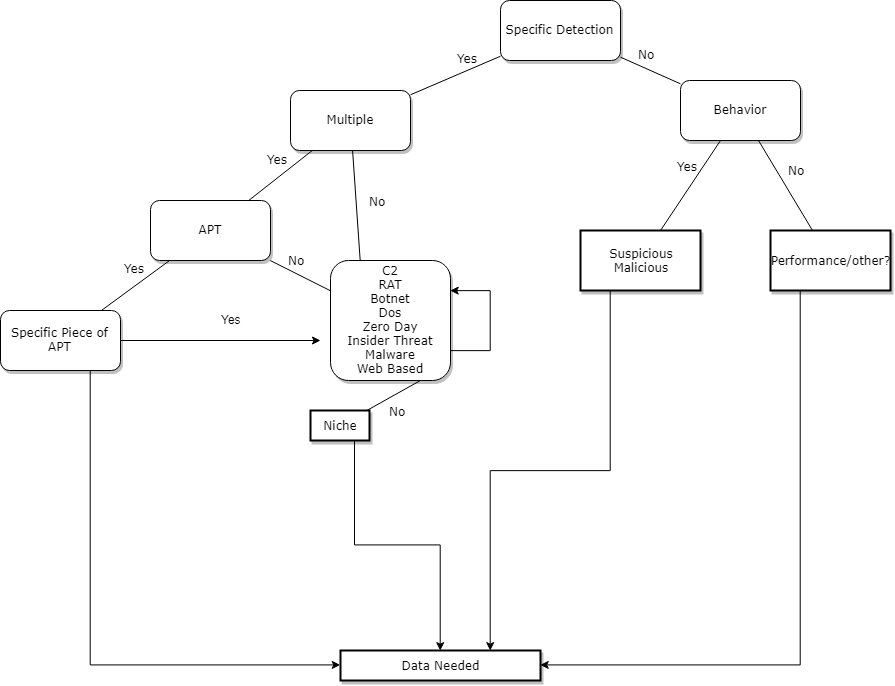 Specific Detection
Yes
No
Multiple
Behavior
Yes
No
Yes
No
APT
Yes
No
Suspicious
Malicious
Performance/other?
C2
RAT
Botnet
Dos
Zero Day
Insider Threat
Malware
Web Based
Specific Piece of
APT
Yes
No
Niche
Data Needed